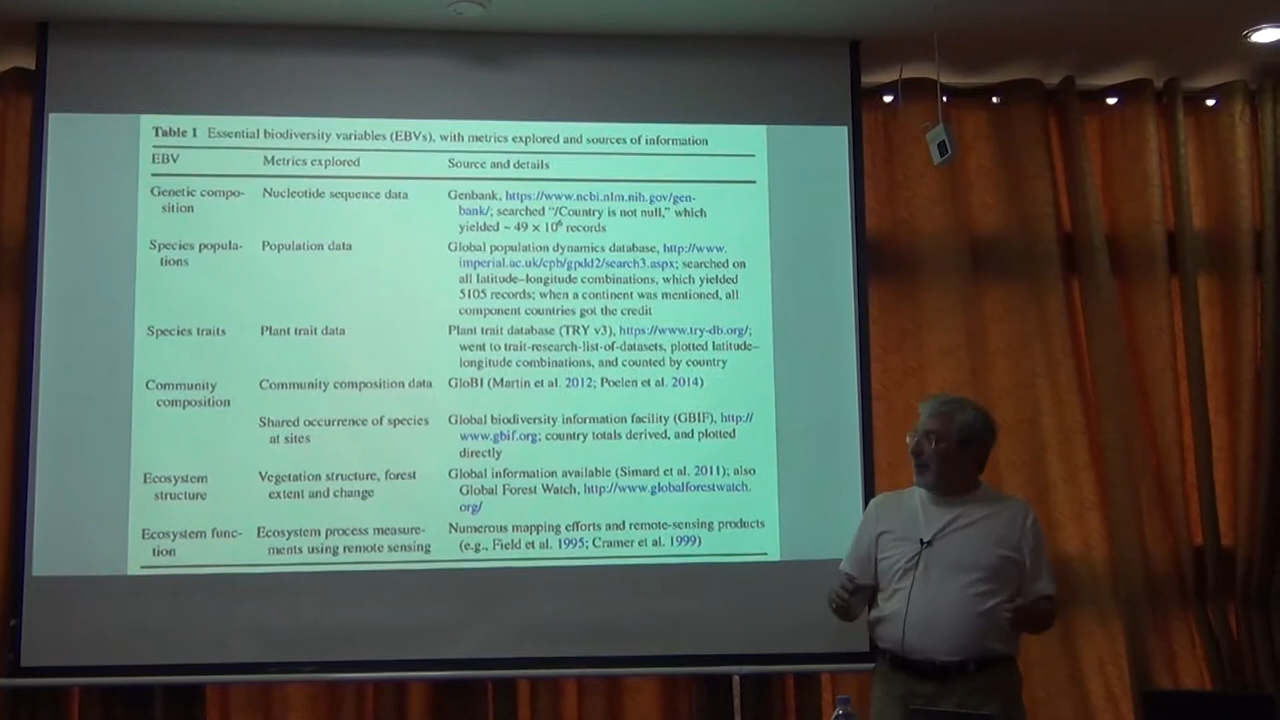 Table 1 Essential biodiversity variables (EBVs), with metrics explored and sources of information
EBV Metrics explored Source and details
Genetic compo- Nucleotide sequence data Genbank, https://www.ncbi.nlm.nih.gov/gen-
sition bank/; searched “/Country is not null,” which
yielded ~ 49 × 10⁶ records
Species popula- Population data Global population dynamics database, http://www.
tions imperial.ac.uk/cpb/gpdd2/search3.aspx; searched on
all latitude–longitude combinations, which yielded
5105 records; when a continent was mentioned, all
component countries got the credit
Species traits Plant trait data Plant trait database (TRY v3), https://www.try-db.org/;
went to trait-research-list-of-datasets, plotted latitude–
longitude combinations, and counted by country
Community Community composition data GloBI (Martin et al. 2012; Poelen et al. 2014)
composition
Shared occurrence of species Global biodiversity information facility (GBIF), http://
at sites www.gbif.org; country totals derived, and plotted
directly
Ecosystem Vegetation structure, forest Global information available (Simard et al. 2011); also
structure extent and change Global Forest Watch, http://www.globalforestwatch.
org/
Ecosystem func- Ecosystem process measure- Numerous mapping efforts and remote-sensing products
tion ments using remote sensing (e.g., Field et al. 1995; Cramer et al. 1999)